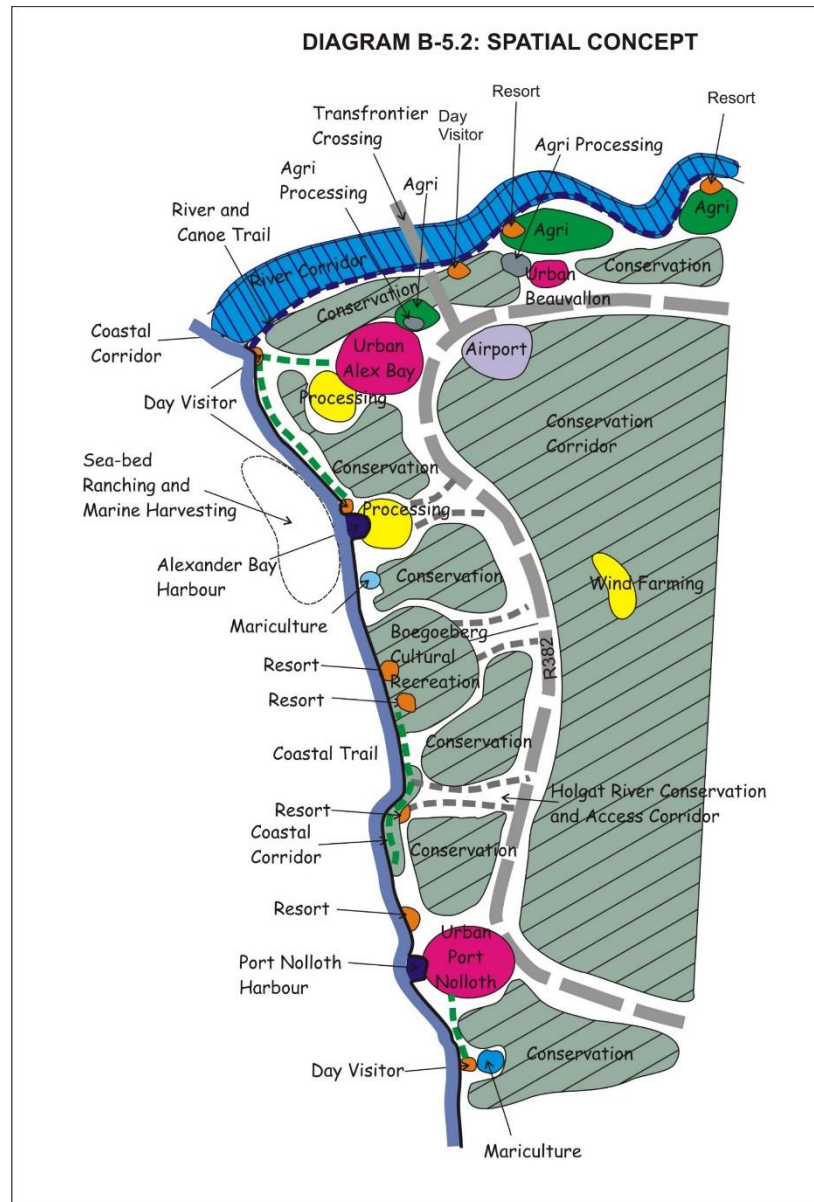 DIAGRAM B-5.2: SPATIAL CONCEPT
Resort
Resort
Transfrontier
Crossing
Day
Visitor
Agri
Processing
Agri
Agri Processing
River and
Canoe Trail
River Corridor
Agri
Agri
Conservation
Conservation
Urban
Beauvallon
Coastal
Corridor
Urban
Alex Bay
Airport
Day Visitor
Processing
Conservation
Corridor
Sea-bed
Ranching and
Marine Harvesting
Conservation
Processing
Alexander Bay
Harbour
Conservation
Wind Farming
Mariculture
Boegoeberg
Cultural
Recreation
R382
Resort
Resort
Conservation
Coastal Trail
Holgat River Conservation
and Access Corridor
Resort
Coastal
Corridor
Conservation
Resort
Urban
Port
Nolloth
Port Nolloth
Harbour
Conservation
Day Visitor
Mariculture